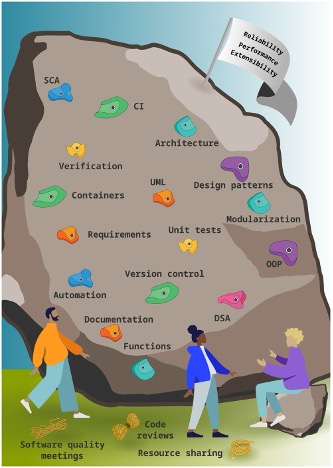 Reliability
Performance
Extensibility
SCA
CI
Architecture
Verification
UML
Design patterns
Containers
Modularization
Requirements
Unit tests
OOP
Version control
Automation
Documentation
DSA
Functions
Code
reviews
Software quality
meetings
Resource sharing